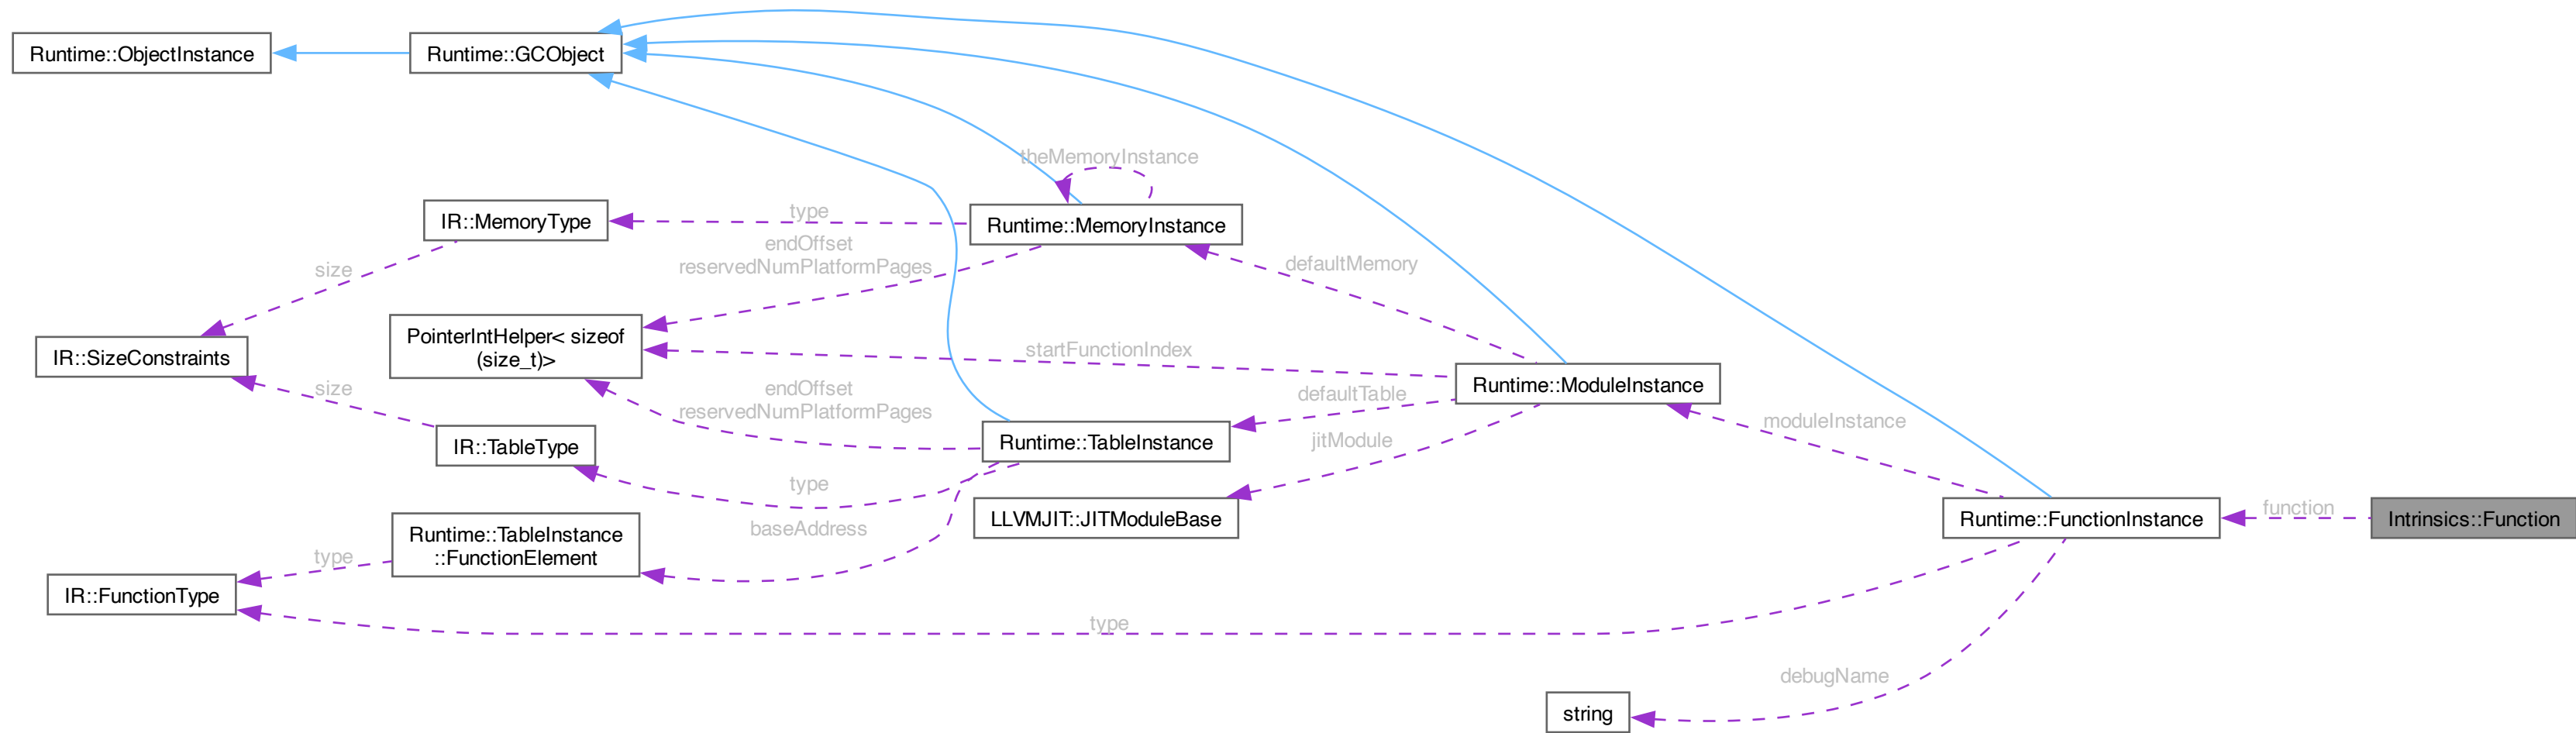 Runtime::ObjectInstance
Runtime::GCObject
theMemoryInstance
IR::MemoryType
type
Runtime::MemoryInstance
endOffset
reservedNumPlatformPages
size
defaultMemory
PointerIntHelper< sizeof
(size_t)>
IR::SizeConstraints
startFunctionIndex
size
endOffset
reservedNumPlatformPages
defaultTable
Runtime::ModuleInstance
IR::TableType
Runtime::TableInstance
jitModule
moduleInstance
type
baseAddress
LLVMJIT::JITModuleBase
Runtime::FunctionInstance
function
Intrinsics::Function
Runtime::TableInstance
::FunctionElement
type
IR::FunctionType
type
debugName
string